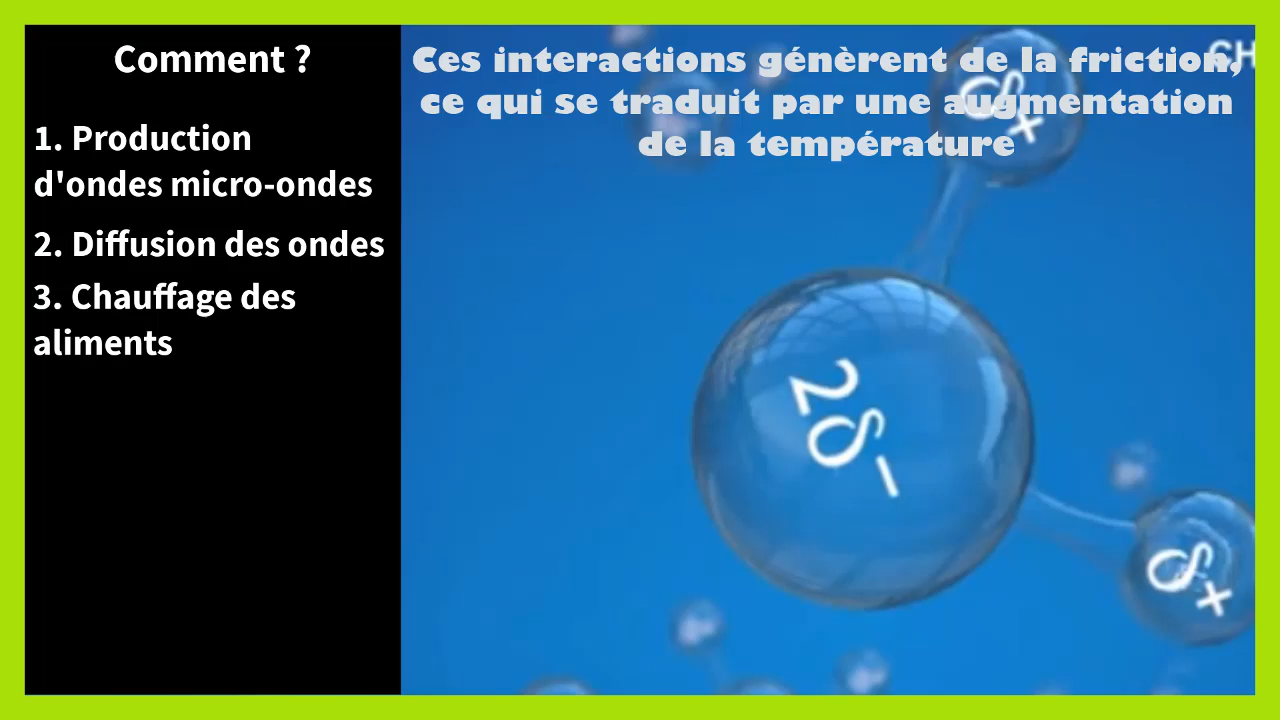 Comment ?
1. Production
d'ondes micro-ondes
2. Diffusion des ondes
3. Chauffage des
aliments
Ces interactions génèrent de la friction,
ce qui se traduit par une augmentation
de la température
CH
δ+
2δ−
δ+